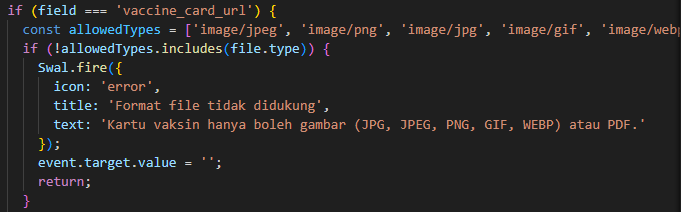 if (field === 'vaccine_card_url') {
const allowedTypes = ['image/jpeg', 'image/png', 'image/jpg', 'image/gif', 'image/webp
if (!allowedTypes.includes(file.type)) {
Swal.fire({
icon: 'error',
title: 'Format file tidak didukung',
text: 'Kartu vaksin hanya boleh gambar (JPG, JPEG, PNG, GIF, WEBP) atau PDF.'
});
event.target.value = '';
return;
}